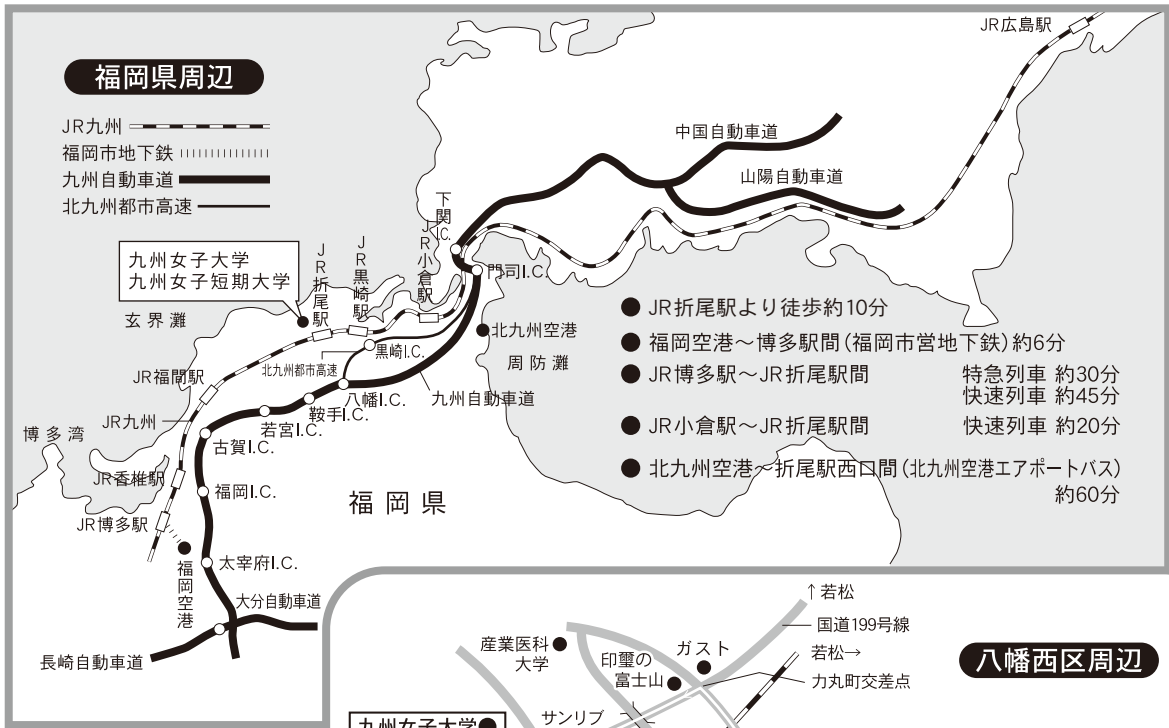 福岡県周辺
JR九州
福岡市地下鉄
九州自動車道
北九州都市高速
JR広島駅
中国自動車道
山陽自動車道
下関I.C.
JR小倉駅
JR黒崎駅
JR折尾駅
九州女子大学
九州女子短期大学
玄界灘
門司I.C.
北九州空港
周防灘
黒崎I.C.
北九州都市高速
八幡I.C.
九州自動車道
鞍手I.C.
若宮I.C.
JR福間駅
JR九州
古賀I.C.
博多湾
JR香椎駅
福岡I.C.
福岡県
JR博多駅
太宰府I.C.
福岡空港
大分自動車道
長崎自動車道
●JR折尾駅より徒歩約10分
●福岡空港～博多駅間(福岡市営地下鉄)約6分
●JR博多駅～JR折尾駅間 特急列車 約30分
快速列車 約45分
●JR小倉駅～JR折尾駅間 快速列車 約20分
●北九州空港～折尾駅西口間(北九州空港エアポートバス)
約60分
八幡西区周辺
↑若松
国道199号線
若松→
力丸町交差点
産業医科
大学
印璽の
富士山
ガスト
サンリブ
九州女子大学